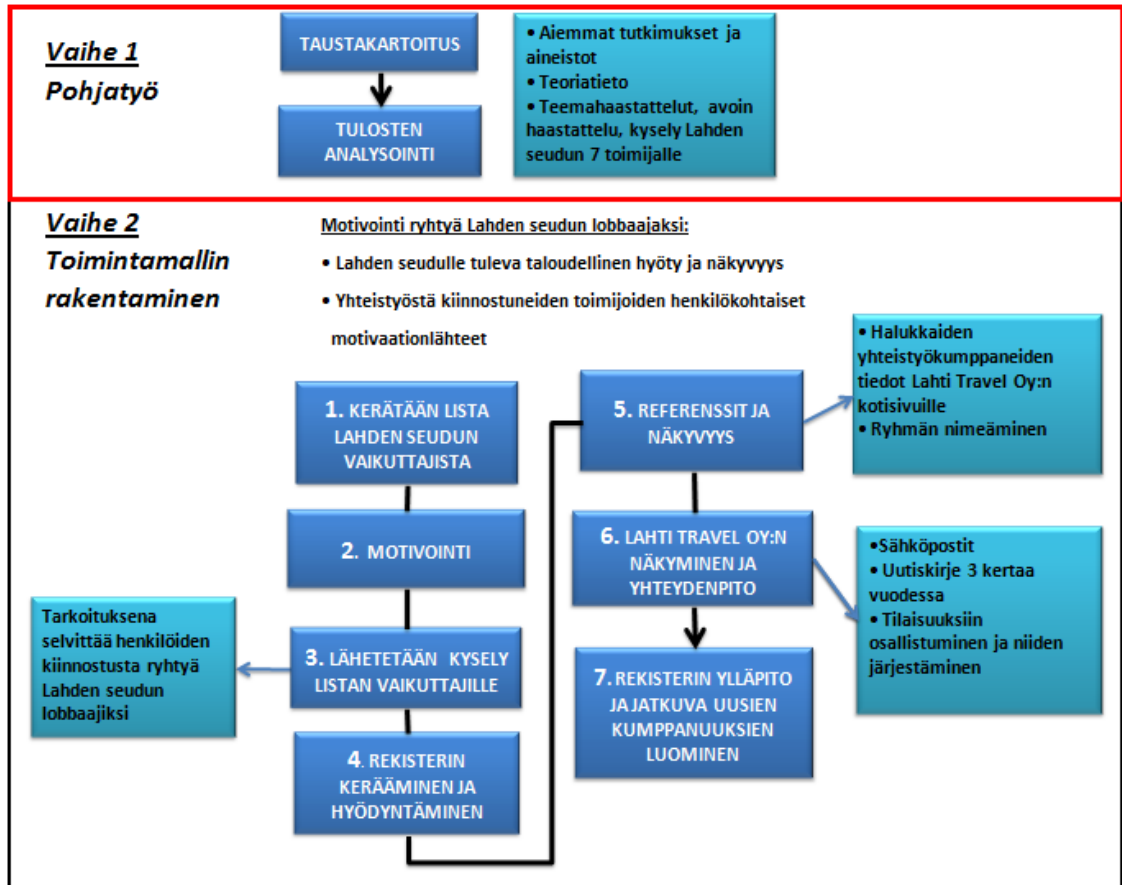 Vaihe 1
Pohjatyö
TAUSTAKARTOITUS
TULOSTEN
ANALYSOINTI
• Aiemmat tutkimukset ja
aineistot
• Teoriatieto
• Teemahaastattelut, avoin
haastattelu, kysely Lahden
seudun 7 toimijalle
Vaihe 2
Toimintamallin
rakentaminen
Motivointi ryhtyä Lahden seudun lobbaajaksi:
• Lahden seudulle tuleva taloudellinen hyöty ja näkyvyys
• Yhteistyöstä kiinnostuneiden toimijoiden henkilökohtaiset
motivaationlähteet
1. KERÄTÄÄN LISTA
LAHDEN SEUDUN
VAIKUTTAJISTA
2. MOTIVOINTI
3. LÄHETETÄÄN KYSELY
LISTAN VAIKUTTAJILLE
Tarkoituksena
selvittää henkilöiden
kiinnostusta ryhtyä
Lahden seudun
lobbaajiksi
4. REKISTERIN
KERÄÄMINEN JA
HYÖDYNTÄMINEN
5. REFERENSSIT JA
NÄKYVYYS
• Halukkaiden
yhteistyökumppaneiden
tiedot Lahti Travel Oy:n
kotisivuille
• Ryhmän nimeäminen
6. LAHTI TRAVEL OY:N
NÄKYMINEN JA
YHTEYDENPITO
•Sähköpostit
• Uutiskirje 3 kertaa
vuodessa
• Tilaisuuksiin
osallistuminen ja niiden
järjestäminen
7. REKISTERIN YLLÄPITO
JA JATKUVA UUSIEN
KUMPPANUUKSIEN
LUOMINEN